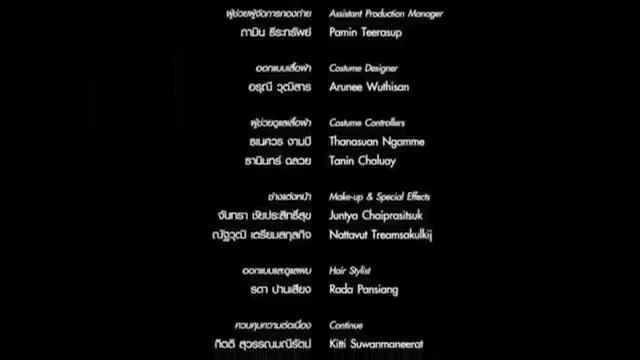 ผู้ช่วยผู้จัดการกองถ่าย Assistant Production Manager
ภามิน ธีระทรัพย์ Pamin Teerasup
ออกแบบเสื้อผ้า Costume Designer
อรุณี วุฒิสาร Arunee Wuthisan
ผู้ช่วยดูแลเสื้อผ้า Costume Controllers
ธเนศวร งามมี Thanasuan Ngamme
ธานินทร์ ฉลวย Tanin Chaluay
ช่างแต่งหน้า Make-up & Special Effects
จันทรา ชัยประสิทธิ์สุข Juntya Chaiprasitsuk
ณัฐวุฒิ เตรียมสกุลกิจ Nattavut Treamsakulkij
ออกแบบและดูแลผม Hair Stylist
รดา ปานเสียง Rada Pansiang
ควบคุมความต่อเนื่อง Continue
กิตติ สุวรรณมณีรัตน์ Kitti Suwanmaneerat